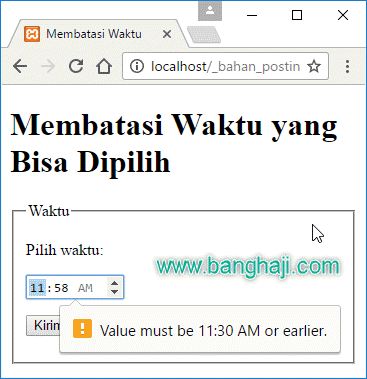 Membatasi Waktu
localhost/_bahan_postin
Membatasi Waktu yang
Bisa Dipilih
Waktu
Pilih waktu:
www.banghaji.com
11:58 AM
Kirim
Value must be 11:30 AM or earlier.